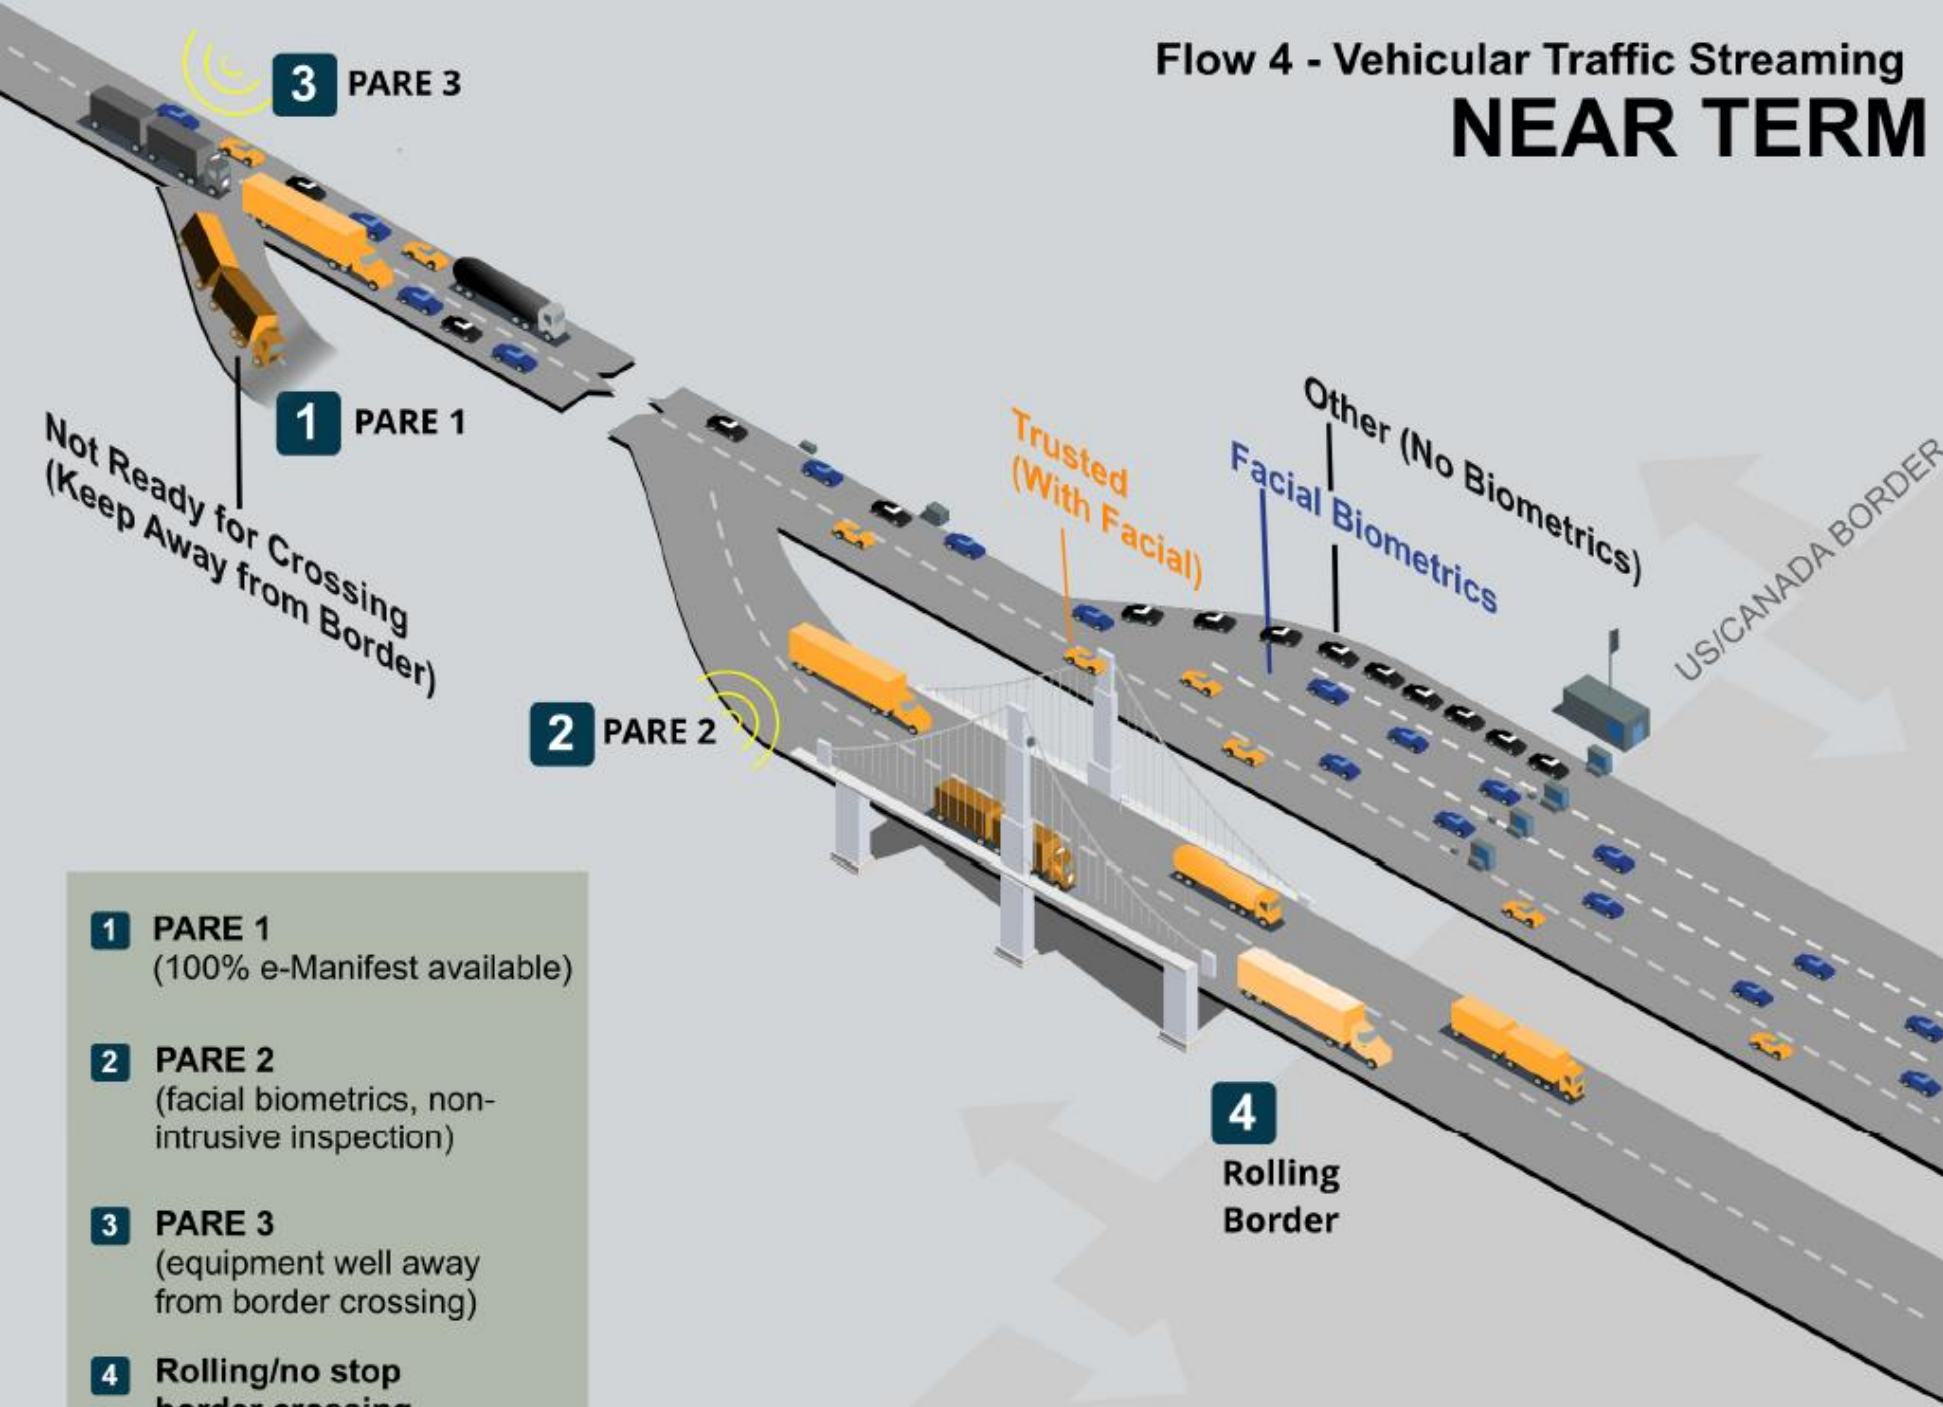 Flow 4 - Vehicular Traffic Streaming
NEAR TERM
3 PARE 3
1 PARE 1
Not Ready for Crossing
(Keep Away from Border)
Trusted
(With Facial)
Facial Biometrics
Other (No Biometrics)
US/CANADA BORDER
2 PARE 2
4
Rolling
Border
1 PARE 1
(100% e-Manifest available)
2 PARE 2
(facial biometrics, non-
intrusive inspection)
3 PARE 3
(equipment well away
from border crossing)
4 Rolling/no stop
border crossing